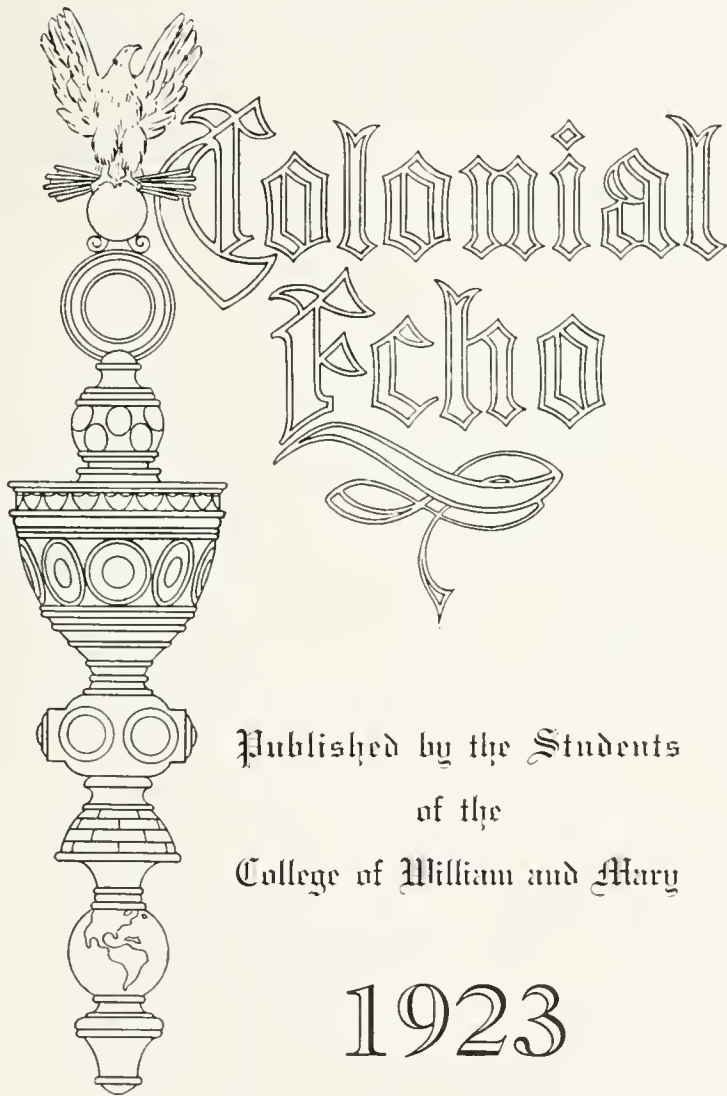 Colonial
Echo
Published by the Students
of the
College of William and Mary
1923